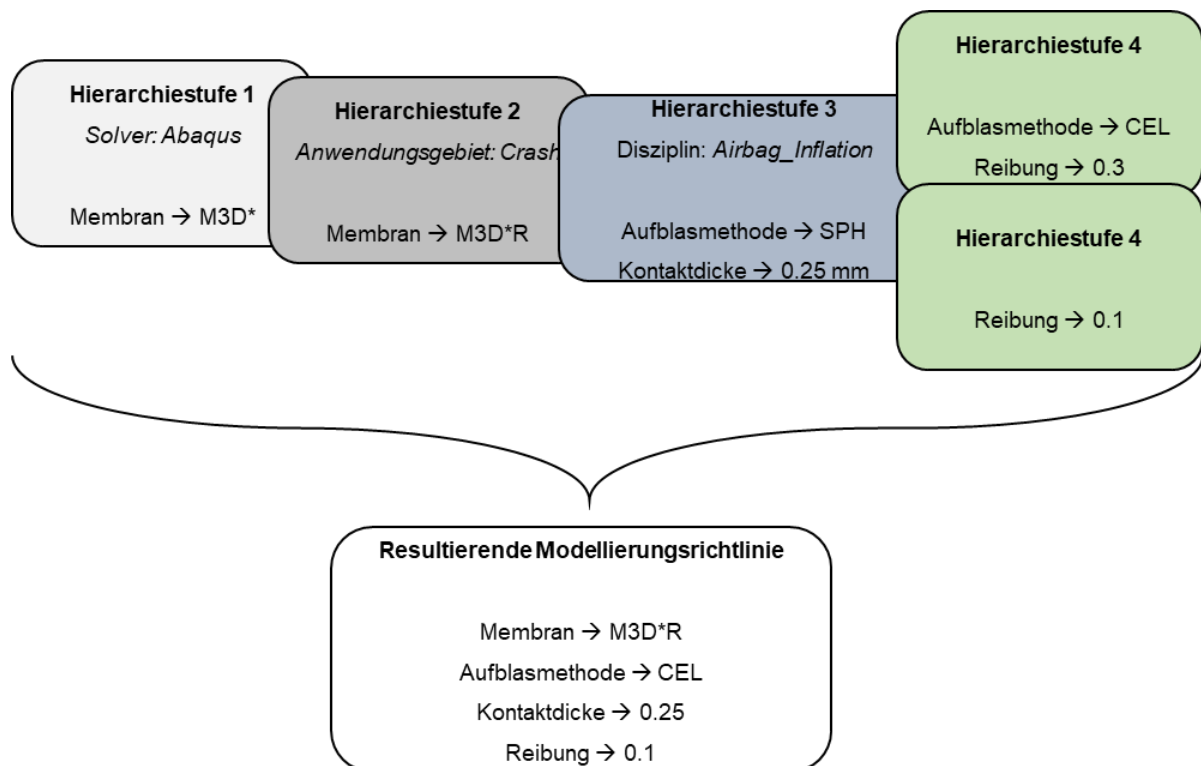 Hierarchiestufe 1
Solver: Abaqus
Membran → M3D*
Hierarchiestufe 2
Anwendungsgebiet: Crash
Membran → M3D*R
Hierarchiestufe 3
Disziplin: Airbag_Inflation
Aufblasmethode → SPH
Kontaktdicke → 0.25 mm
Hierarchiestufe 4
Aufblasmethode → CEL
Reibung → 0.3
Hierarchiestufe 4
Reibung → 0.1
Resultierende Modellierungsrichtlinie
Membran → M3D*R
Aufblasmethode → CEL
Kontaktdicke → 0.25
Reibung → 0.1